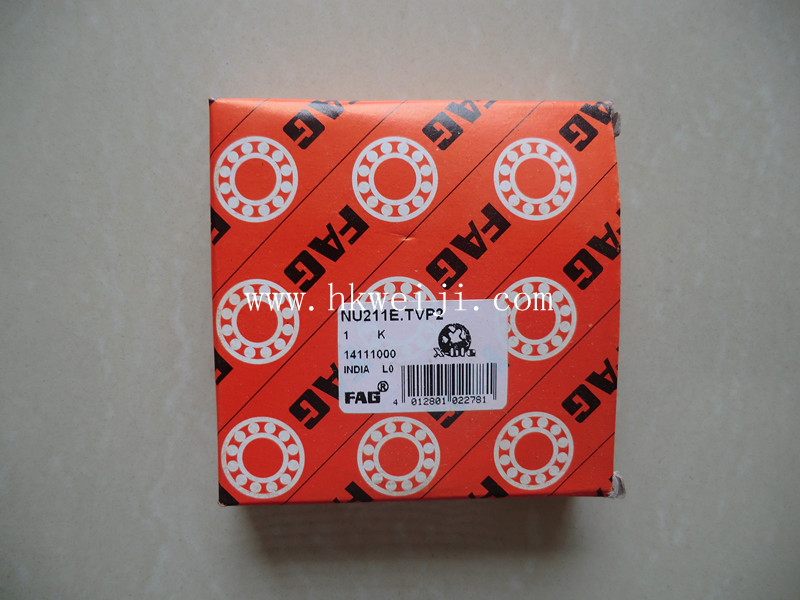 FAG FAG
FAG FAG
www.hkweiji.com
NU211E.TVP2
1 K
14111000
X-life
INDIA L0
FAG®
4 012801 022781
FAG FAG
FAG